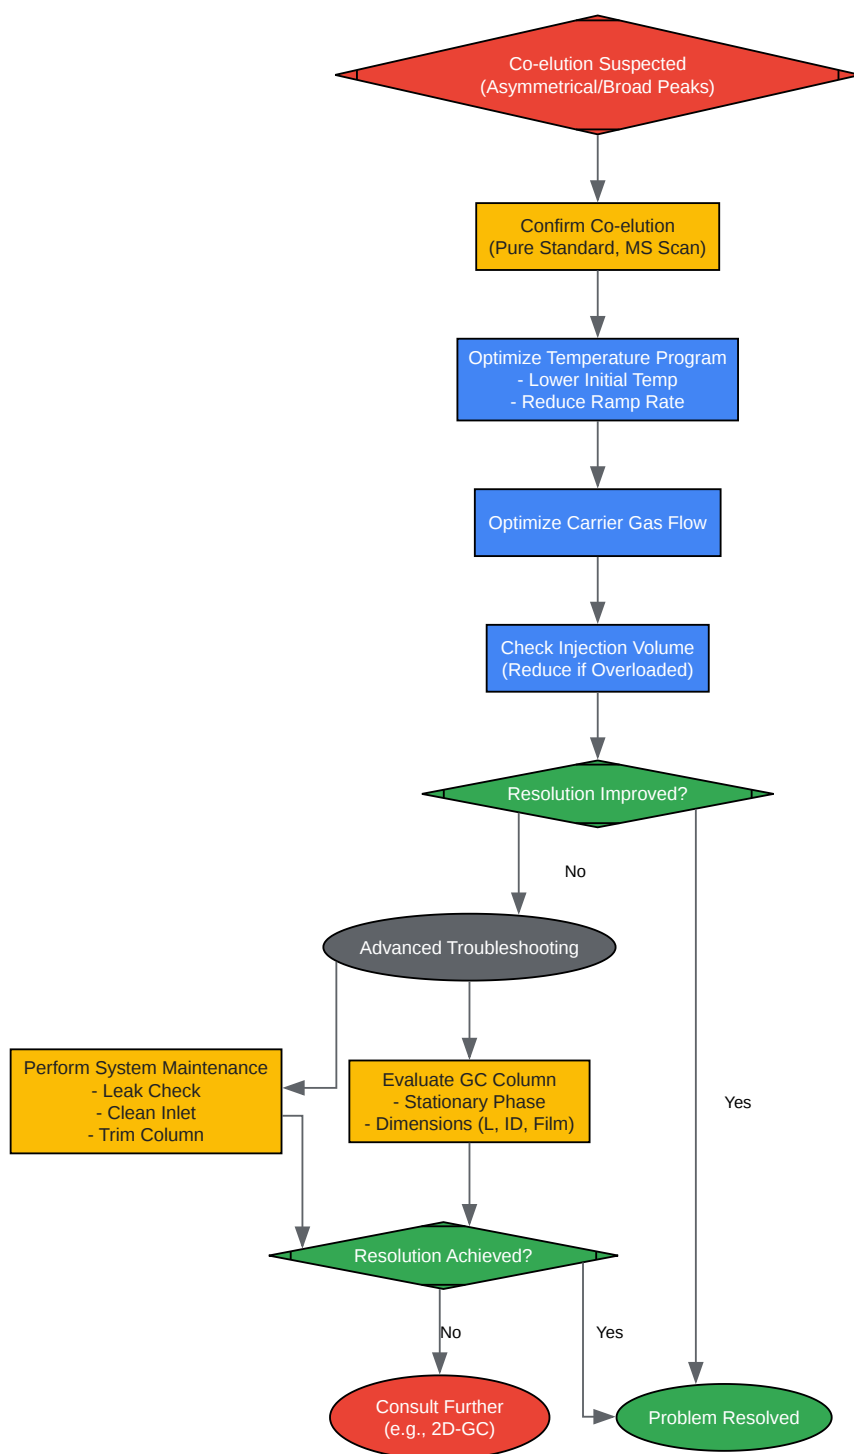 Co-elution Suspected
(Asymmetrical/Broad Peaks)
Confirm Co-elution
(Pure Standard, MS Scan)
Optimize Temperature Program
- Lower Initial Temp
- Reduce Ramp Rate
Optimize Carrier Gas Flow
Check Injection Volume
(Reduce if Overloaded)
Resolution Improved?
No
Advanced Troubleshooting
Perform System Maintenance
- Leak Check
- Clean Inlet
- Trim Column
Evaluate GC Column
- Stationary Phase
- Dimensions (L, ID, Film)
Yes
Resolution Achieved?
No
Yes
Consult Further
(e.g., 2D-GC)
Problem Resolved